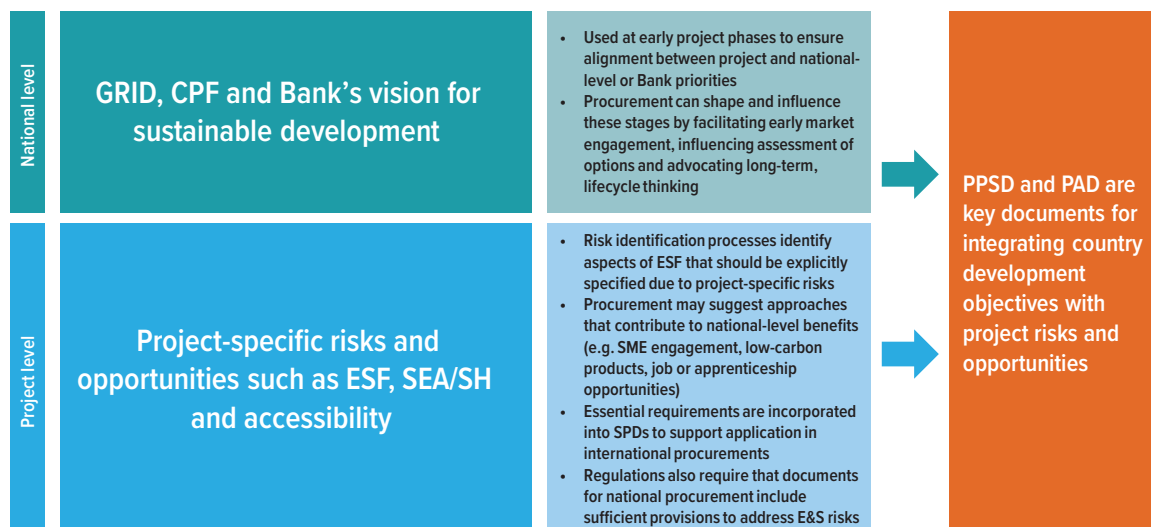 National level
GRID, CPF and Bank's vision for
sustainable development
• Used at early project phases to ensure
alignment between project and national-
level or Bank priorities
• Procurement can shape and influence
these stages by facilitating early market
engagement, influencing assessment of
options and advocating long-term,
lifecycle thinking
Project level
Project-specific risks and
opportunities such as ESF, SEA/SH
and accessibility
• Risk identification processes identify
aspects of ESF that should be explicitly
specified due to project-specific risks
• Procurement may suggest approaches
that contribute to national-level benefits
(e.g. SME engagement, low-carbon
products, job or apprenticeship
opportunities)
• Essential requirements are incorporated
into SPDs to support application in
international procurements
• Regulations also require that documents
for national procurement include
sufficient provisions to address E&S risks
PPSD and PAD are
key documents for
integrating country
development
objectives with
project risks and
opportunities